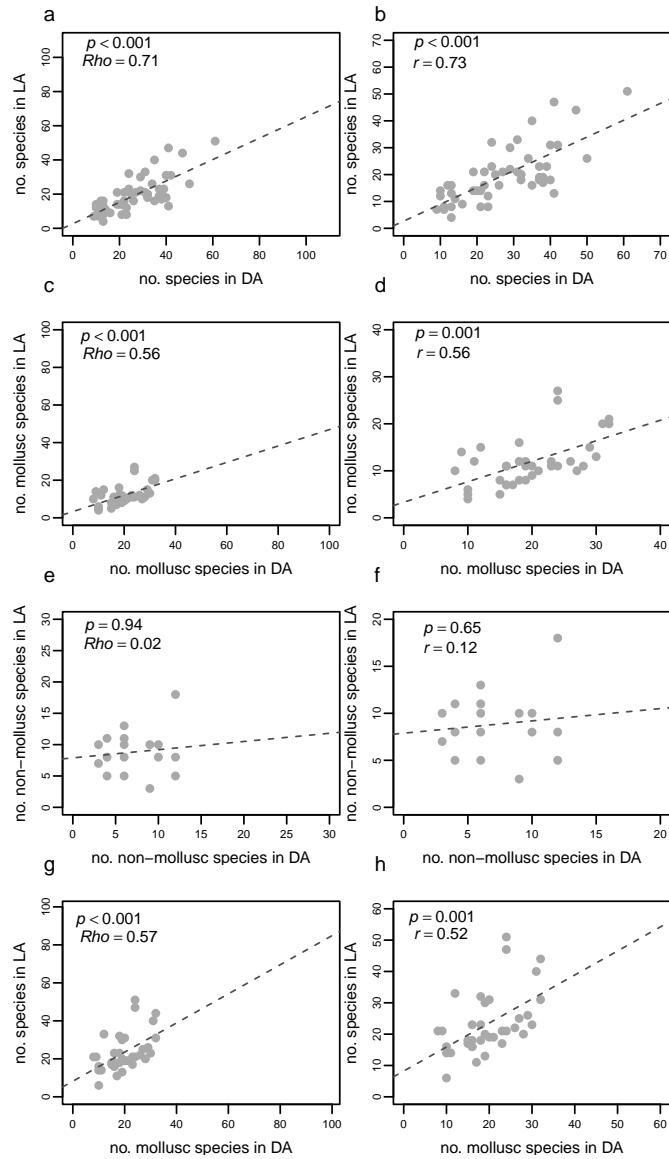 a
p < 0.001
Rho = 0.71
no. species in LA
0 20 40 60 80 100
0 20 40 60 80 100
no. species in DA
b
p < 0.001
r = 0.73
no. species in LA
0 10 20 30 40 50 60 70
0 10 20 30 40 50 60 70
no. species in DA
c
p < 0.001
Rho = 0.56
no. mollusc species in LA
0 20 40 60 80 100
0 20 40 60 80 100
no. mollusc species in DA
d
p = 0.001
r = 0.56
no. mollusc species in LA
0 10 20 30 40
0 10 20 30 40
no. mollusc species in DA
e
p = 0.94
Rho = 0.02
no. non−mollusc species in LA
0 5 10 15 20 25 30
0 5 10 15 20 25 30
no. non−mollusc species in DA
f
p = 0.65
r = 0.12
no. non−mollusc species in LA
0 5 10 15 20
0 5 10 15 20
no. non−mollusc species in DA
g
p < 0.001
Rho = 0.57
no. species in LA
0 20 40 60 80 100
0 20 40 60 80 100
no. mollusc species in DA
h
p = 0.001
r = 0.52
no. species in LA
0 10 20 30 40 50 60
0 10 20 30 40 50 60
no. mollusc species in DA